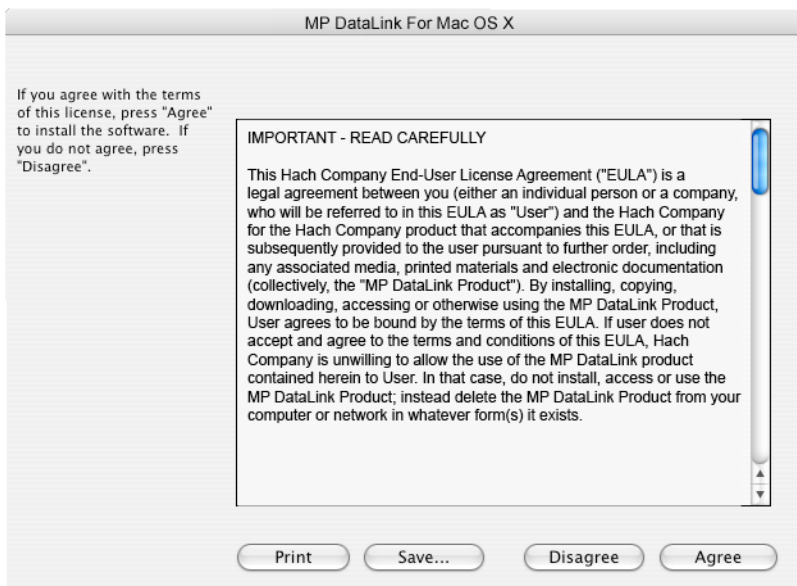 MP DataLink For Mac OS X
If you agree with the terms
of this license, press "Agree"
to install the software. If
you do not agree, press
"Disagree".
IMPORTANT - READ CAREFULLY
This Hach Company End-User License Agreement ("EULA") is a
legal agreement between you (either an individual person or a company,
who will be referred to in this EULA as "User") and the Hach Company
for the Hach Company product that accompanies this EULA, or that is
subsequently provided to the user pursuant to further order, including
any associated media, printed materials and electronic documentation
(collectively, the "MP DataLink Product"). By installing, copying,
downloading, accessing or otherwise using the MP DataLink Product,
User agrees to be bound by the terms of this EULA. If user does not
accept and agree to the terms and conditions of this EULA, Hach
Company is unwilling to allow the use of the MP DataLink product
contained herein to User. In that case, do not install, access or use the
MP DataLink Product; instead delete the MP DataLink Product from your
computer or network in whatever form(s) it exists.
Print Save... Disagree Agree